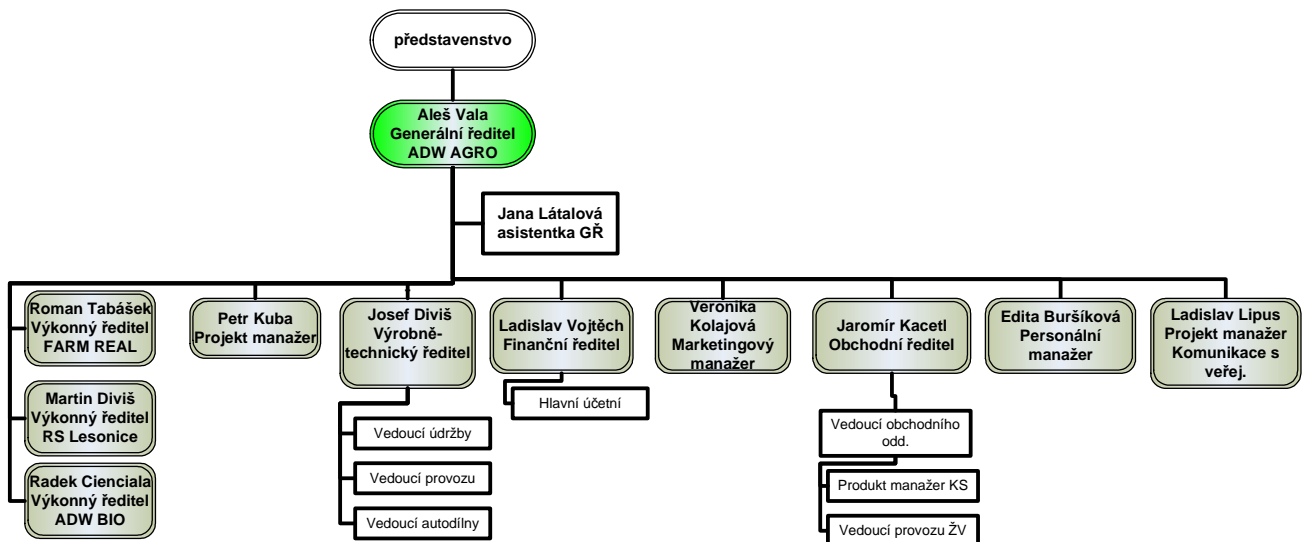 představenstvo
Aleš Vala
Generální ředitel
ADW AGRO
Jana Látalová
asistentka GŘ
Roman Tabášek
Výkonný ředitel
FARM REAL
Martin Diviš
Výkonný ředitel
RS Lesonice
Radek Cienciala
Výkonný ředitel
ADW BIO
Petr Kuba
Projekt manažer
Josef Diviš
Výrobně-
technický ředitel
Vedoucí údržby
Vedoucí provozu
Vedoucí autodílny
Ladislav Vojtěch
Finanční ředitel
Hlavní účetní
Veronika
Kolajová
Marketingový
manažer
Jaromír Kacetl
Obchodní ředitel
Vedoucí obchodního
odd.
Produkt manažer KS
Vedoucí provozu ŽV
Edita Buršíková
Personální
manažer
Ladislav Lipus
Projekt manažer
Komunikace s
veřej.